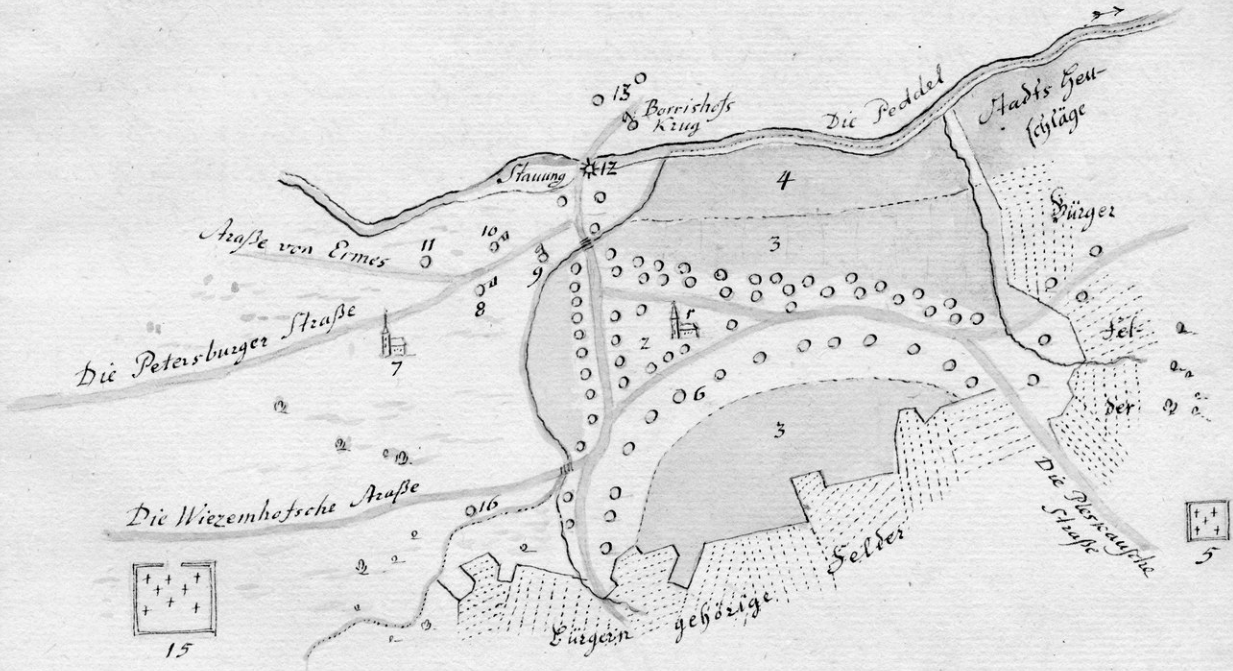 13
Borrishofs
Krug
Die Peddel
Stadts Heu-
schläge
12
Stauung
4
Bürger
Straße von Ermes
11
10
9
8
3
Die Petersburger Straße
7
2
1
Fel-
der
6
3
Die Wiezemhofsche Straße
16
Die Pleskausche
Straße
5
Felder
gehörige
Bürgern
15